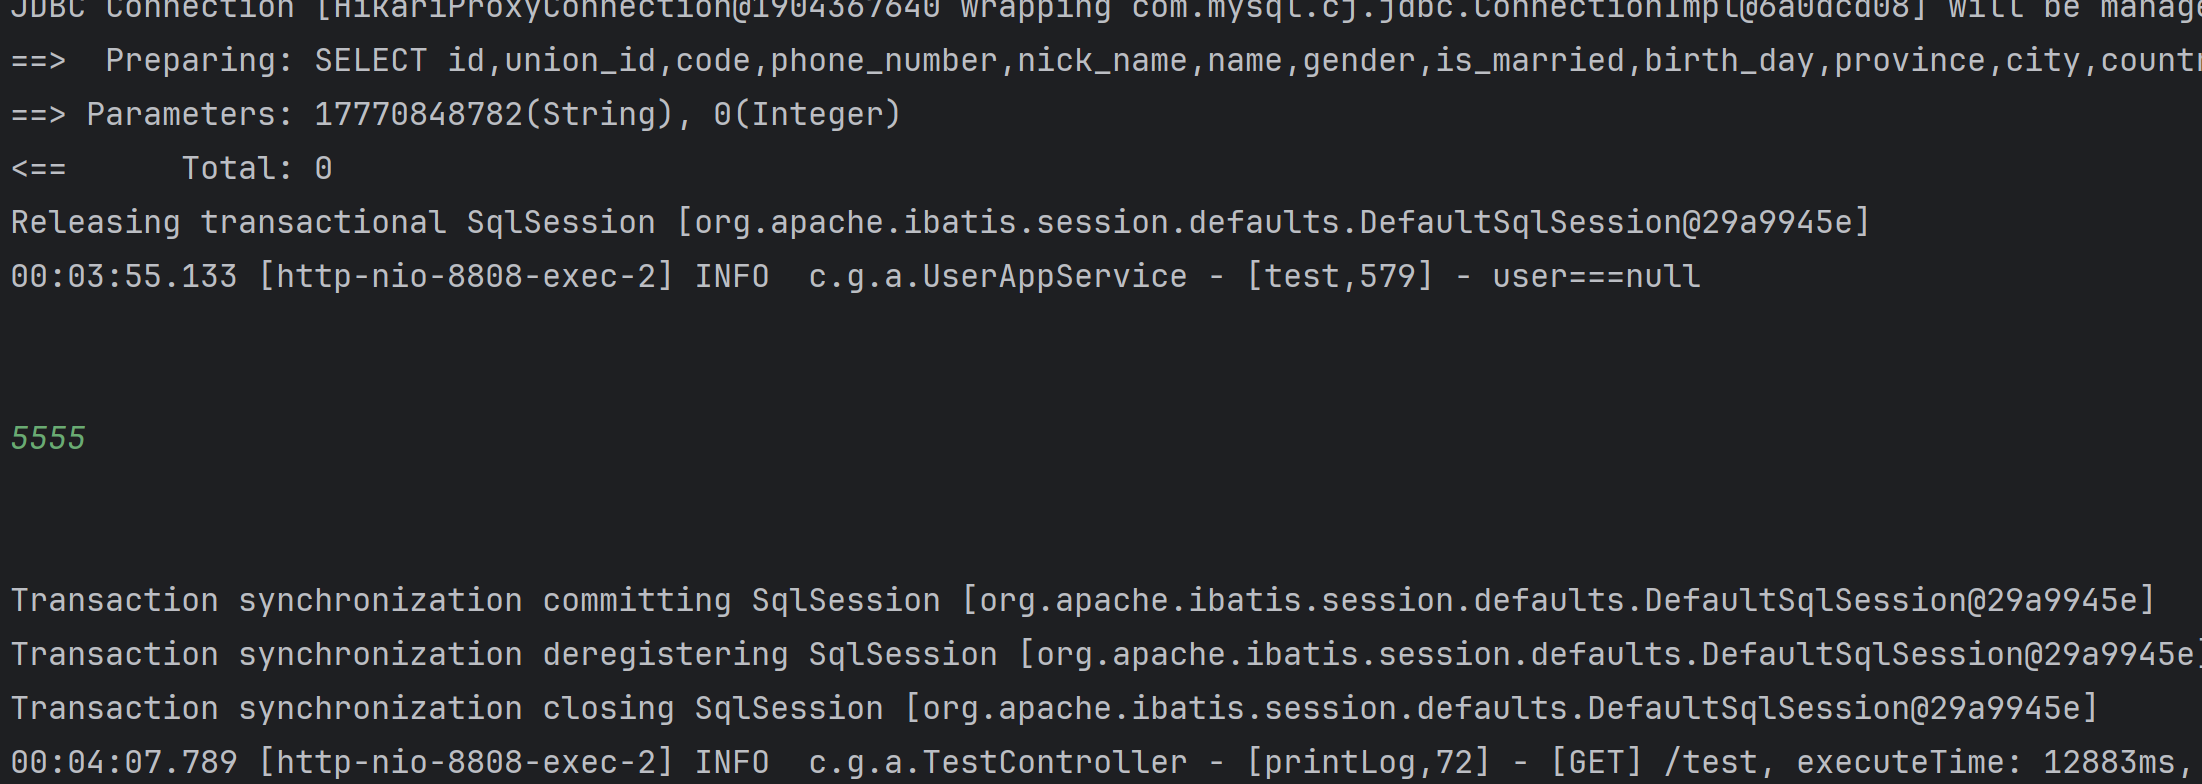 JDBC Connection [HikariProxyConnection@1904367640 wrapping com.mysql.cj.jdbc.ConnectionImpl@6a0dcd08] will be manage
==>  Preparing: SELECT id,union_id,code,phone_number,nick_name,name,gender,is_married,birth_day,province,city,countr
==> Parameters: 17770848782(String), 0(Integer)
<==      Total: 0
Releasing transactional SqlSession [org.apache.ibatis.session.defaults.DefaultSqlSession@29a9945e]
00:03:55.133 [http-nio-8808-exec-2] INFO  c.g.a.UserAppService - [test,579] - user===null
5555
Transaction synchronization committing SqlSession [org.apache.ibatis.session.defaults.DefaultSqlSession@29a9945e]
Transaction synchronization deregistering SqlSession [org.apache.ibatis.session.defaults.DefaultSqlSession@29a9945e]
Transaction synchronization closing SqlSession [org.apache.ibatis.session.defaults.DefaultSqlSession@29a9945e]
00:04:07.789 [http-nio-8808-exec-2] INFO  c.g.a.TestController - [printLog,72] - [GET] /test, executeTime: 12883ms,